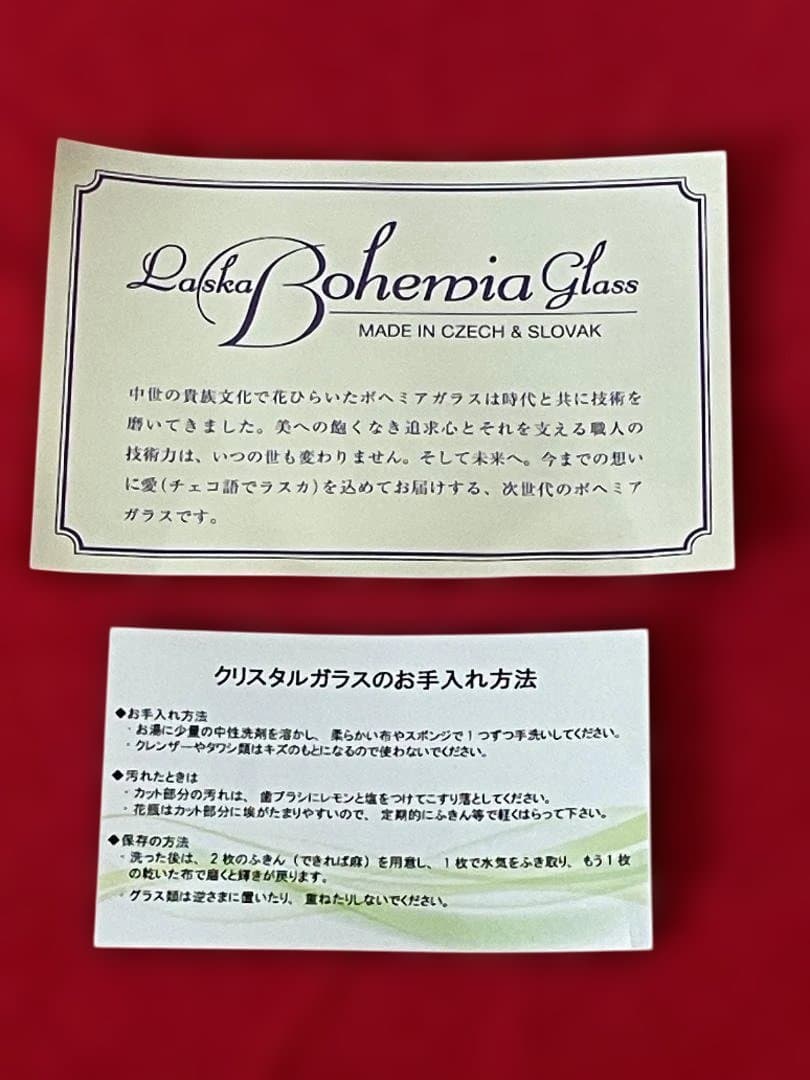 Laska Bohemia Glass
MADE IN CZECH & SLOVAK
中世の貴族文化で花ひらいたボヘミアガラスは時代と共に技術を
磨いてきました。美への飽くなき追求心とそれを支える職人の
技術力は、いつの世も変わりません。そして未来へ。今までの想い
に愛(チェコ語でラスカ)を込めてお届けする、次世代のボヘミア
ガラスです。
クリスタルガラスのお手入れ方法
◆お手入れ方法
・お湯に少量の中性洗剤を溶かし、柔らかい布やスポンジで1つずつ手洗いしてください。
・クレンザーやタワシ類はキズのもとになるので使わないでください。
◆汚れたときは
・カット部分の汚れは、歯ブラシにレモンと塩をつけてこすり落としてください。
・花瓶はカット部分に埃がたまりやすいので、定期的にふきん等で軽くはらって下さい。
◆保存の方法
・洗った後は、2枚のふきん（できれば麻）を用意し、1枚で水気をふき取り、もう1枚
の乾いた布で磨くと輝きが戻ります。
・グラス類は逆さまに置いたり、重ねたりしないでください。